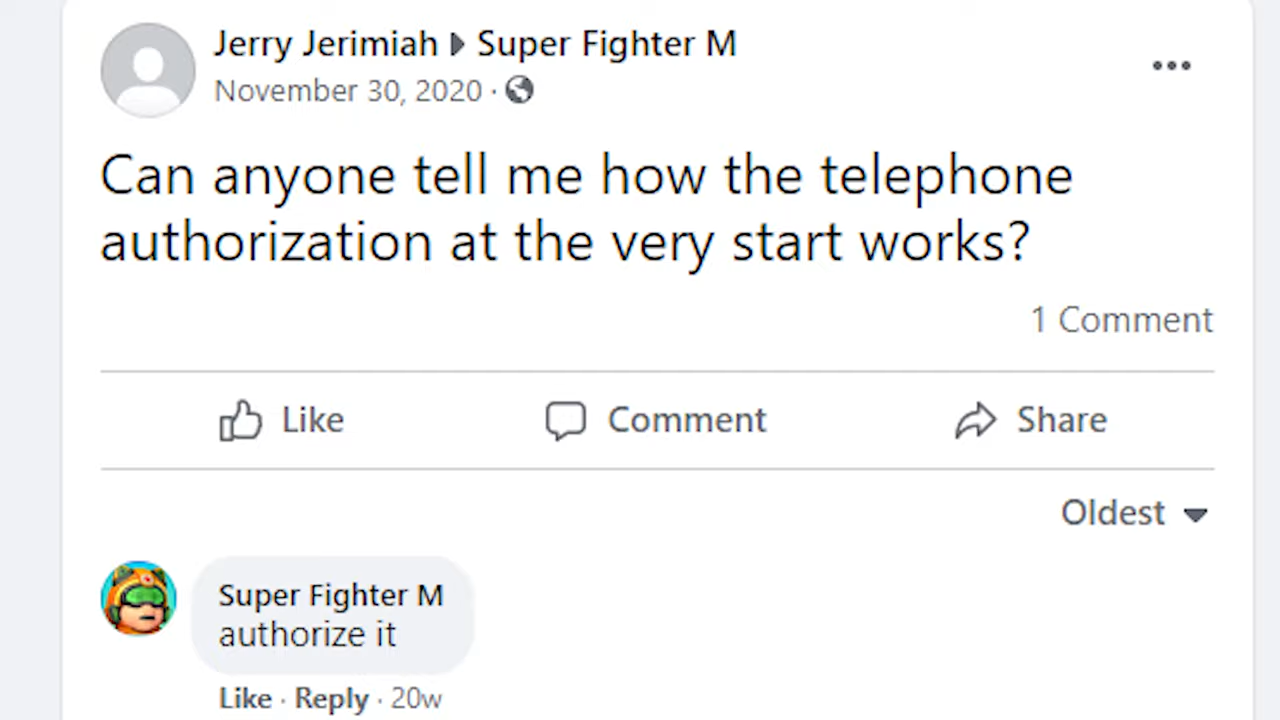 Jerry Jerimiah ▸ Super Fighter M
November 30, 2020 ·
Can anyone tell me how the telephone
authorization at the very start works?
1 Comment
Like Comment Share
Oldest
Super Fighter M
authorize it
Like · Reply · 20w